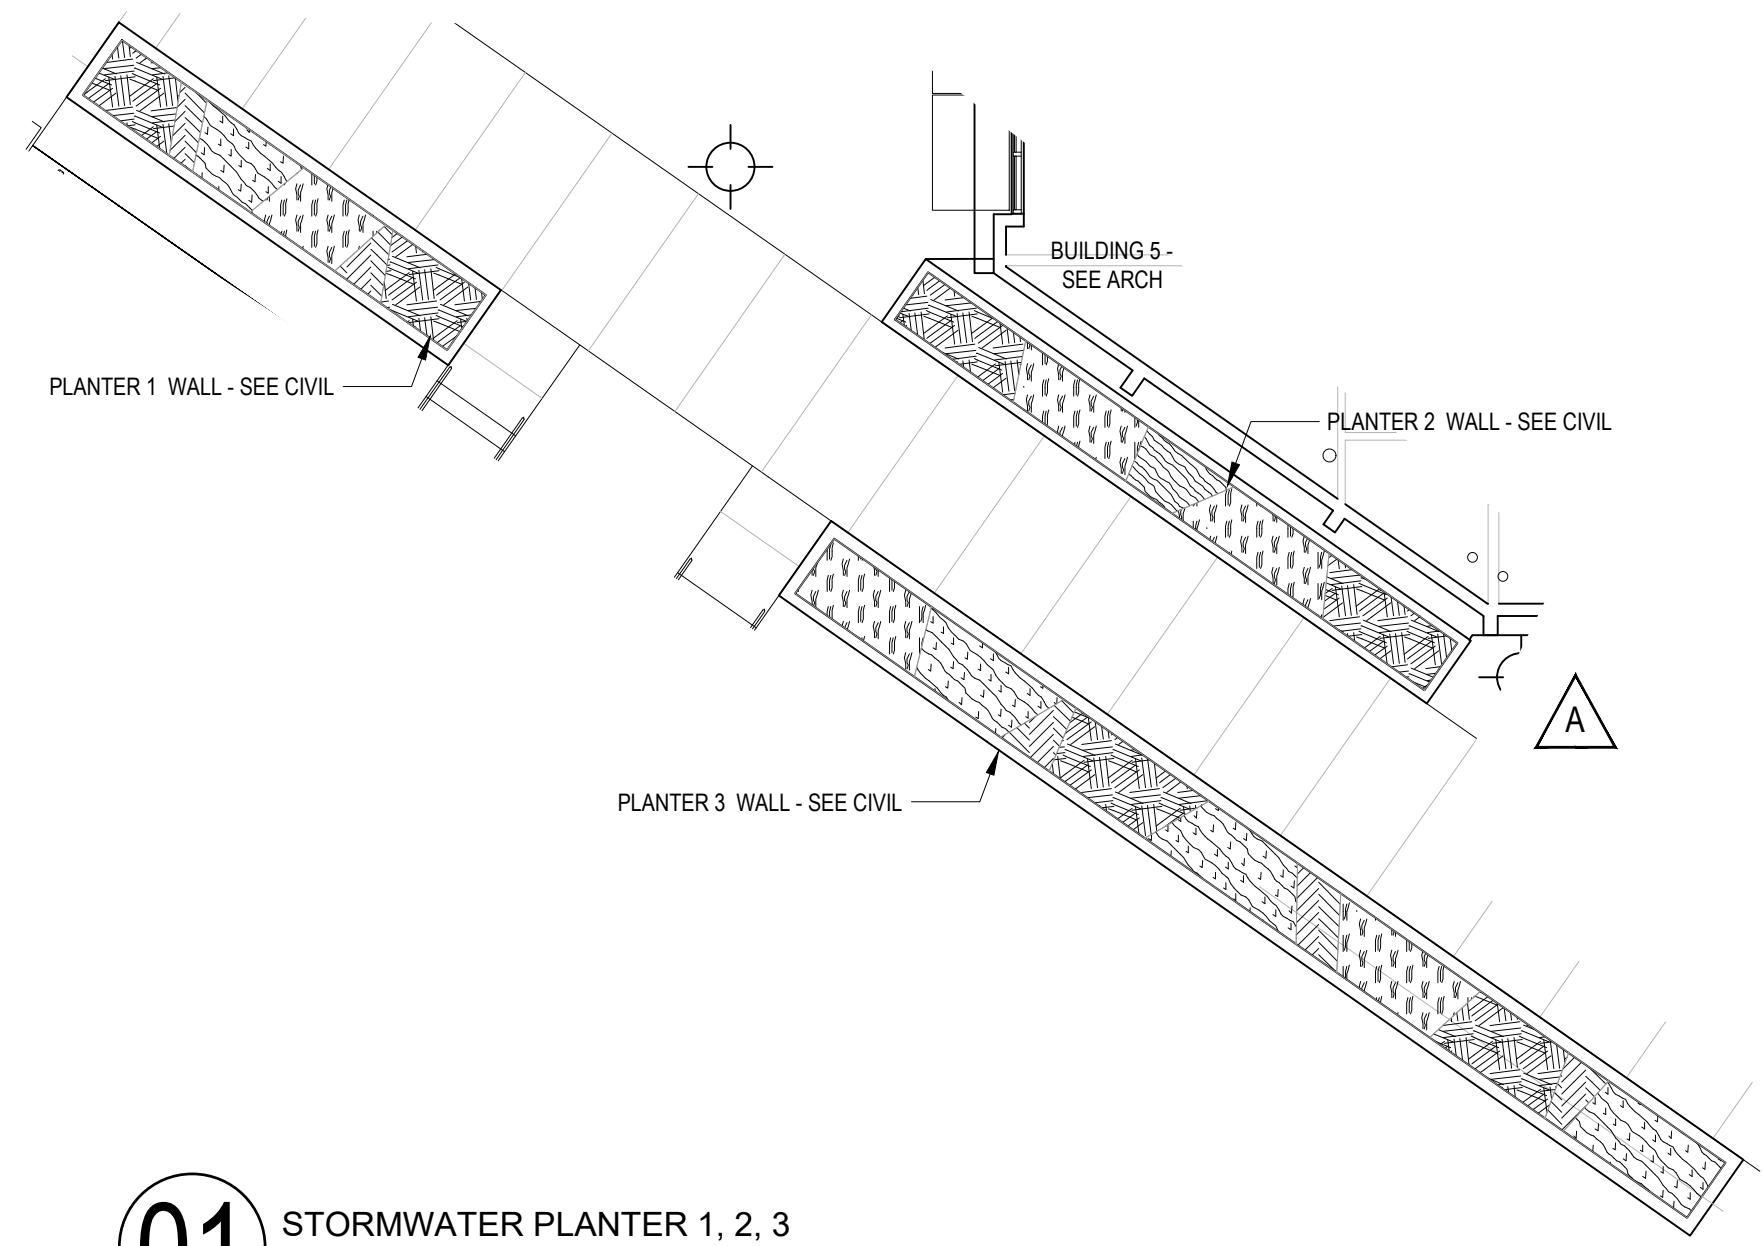 BUILDING 5 -
SEE ARCH
PLANTER 1 WALL - SEE CIVIL
PLANTER 2 WALL - SEE CIVIL
A
PLANTER 3 WALL - SEE CIVIL
01
STORMWATER PLANTER 1, 2, 3